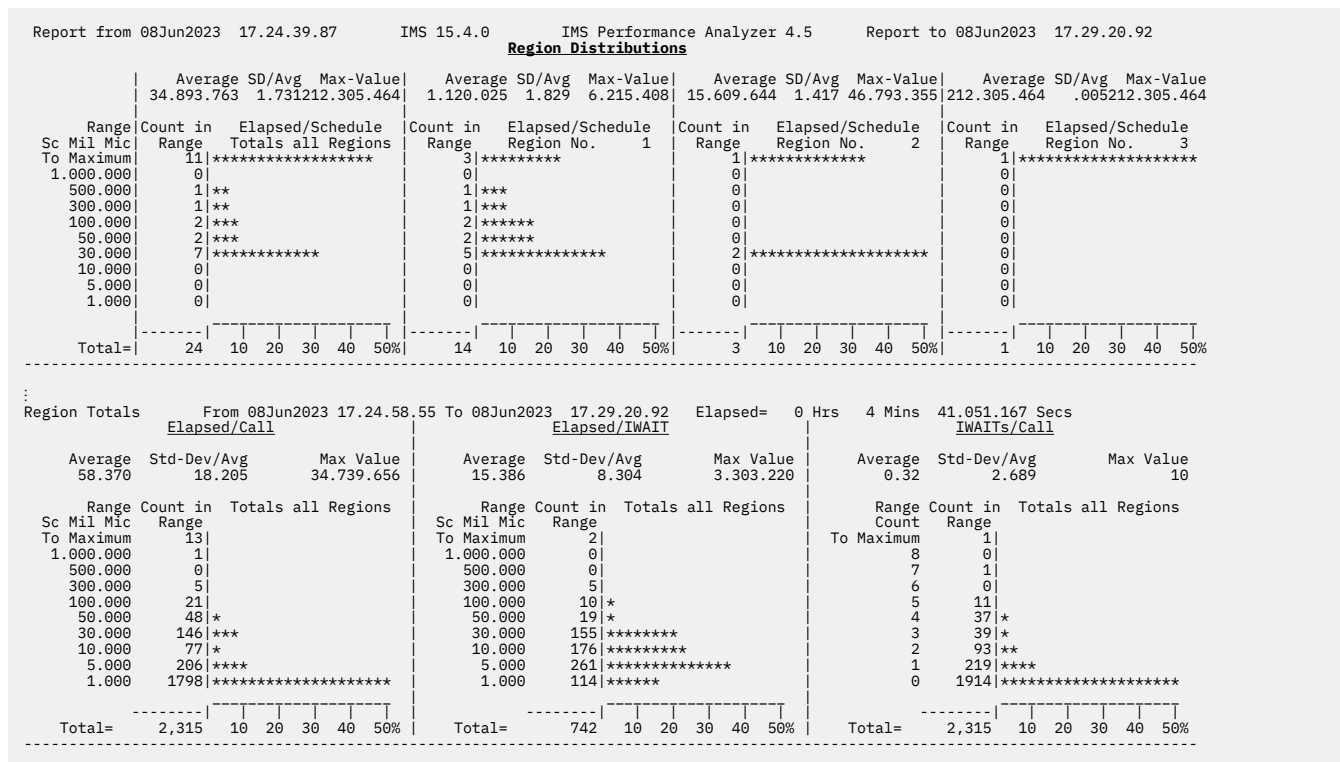 Report from 08Jun2023  17.24.39.87       IMS 15.4.0        IMS Performance Analyzer 4.5      Report to 08Jun2023  17.29.20.92
Region Distributions
|    Average SD/Avg  Max-Value|    Average SD/Avg  Max-Value|    Average SD/Avg  Max-Value|    Average SD/Avg  Max-Value
| 34.893.763  1.731212.305.464|  1.120.025  1.829  6.215.408| 15.609.644  1.417 46.793.355|212.305.464   .005212.305.464
Range|Count in   Elapsed/Schedule  |Count in   Elapsed/Schedule  |Count in   Elapsed/Schedule  |Count in   Elapsed/Schedule
Sc Mil Mic|  Range   Totals all Regions |  Range   Region No.     1  |  Range   Region No.     2  |  Range   Region No.     3
To Maximum|     11|******************   |      3|*********            |      1|*************        |      1|********************
1.000.000|      0|                     |      0|                     |      0|                     |      0|
500.000|      1|**                   |      1|***                  |      0|                     |      0|
300.000|      1|**                   |      1|***                  |      0|                     |      0|
100.000|      2|***                  |      2|******               |      0|                     |      0|
50.000|      2|***                  |      2|******               |      0|                     |      0|
30.000|      7|************         |      5|**************       |      2|******************** |      0|
10.000|      0|                     |      0|                     |      0|                     |      0|
5.000|      0|                     |      0|                     |      0|                     |      0|
1.000|      0|                     |      0|                     |      0|                     |      0|
|-------|   |   |   |   |   | |-------|   |   |   |   |   | |-------|   |   |   |   |   | |-------|   |   |   |   |   |
Total=|     24   10  20  30  40  50%|     14   10  20  30  40  50%|      3   10  20  30  40  50%|      1   10  20  30  40  50%
⋮
Region Totals       From 08Jun2023 17.24.58.55 To 08Jun2023  17.29.20.92   Elapsed=   0 Hrs   4 Mins  41.051.167 Secs
Elapsed/Call                |               Elapsed/IWAIT               |                IWAITs/Call
Average  Std-Dev/Avg       Max Value |     Average  Std-Dev/Avg       Max Value |     Average  Std-Dev/Avg       Max Value
58.370       18.205      34.739.656 |      15.386        8.304       3.303.220 |        0.32        2.689              10
Range Count in  Totals all Regions  |       Range Count in  Totals all Regions  |       Range Count in  Totals all Regions
Sc Mil Mic  Range|                     |  Sc Mil Mic  Range|                     |       Count   Range|
To Maximum     13|                     |  To Maximum      2|                     |  To Maximum      1|
1.000.000      1|                     |   1.000.000      0|                     |           8      0|
500.000      0|                     |     500.000      0|                     |           7      1|
300.000      5|                     |     300.000      5|                     |           6      0|
100.000     21|                     |     100.000     10|*                    |           5     11|
50.000     48|*                    |      50.000     19|*                    |           4     37|*
30.000    146|***                  |      30.000    155|********             |           3     39|*
10.000     77|*                    |      10.000    176|*********            |           2     93|**
5.000    206|****                 |       5.000    261|**************       |           1    219|****
1.000   1798|******************** |       1.000    114|******               |           0   1914|********************
--------|   |   |   |   |   | |            --------|   |   |   |   |   | |            --------|   |   |   |   |   |
Total=     2,315   10  20  30  40  50% |    Total=       742   10  20  30  40  50% |    Total=     2,315   10  20  30  40  50%